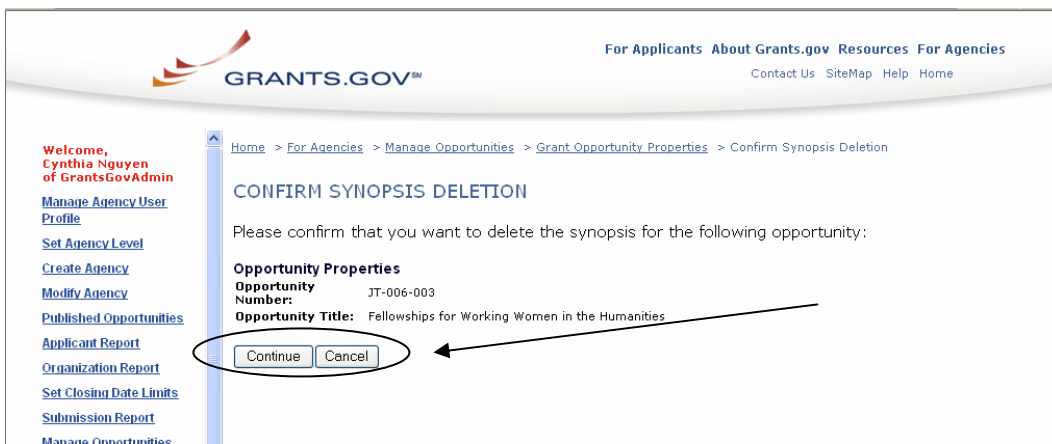 For Applicants About Grants.gov Resources For Agencies
GRANTS.GOV℠
Contact Us SiteMap Help Home
Welcome,
Cynthia Nguyen
of GrantsGovAdmin
Manage Agency User
Profile
Set Agency Level
Create Agency
Modify Agency
Published Opportunities
Applicant Report
Organization Report
Set Closing Date Limits
Submission Report
Manage Opportunities
Home > For Agencies > Manage Opportunities > Grant Opportunity Properties > Confirm Synopsis Deletion
CONFIRM SYNOPSIS DELETION
Please confirm that you want to delete the synopsis for the following opportunity:
Opportunity Properties
Opportunity
Number: JT-006-003
Opportunity Title: Fellowships for Working Women in the Humanities
Continue Cancel